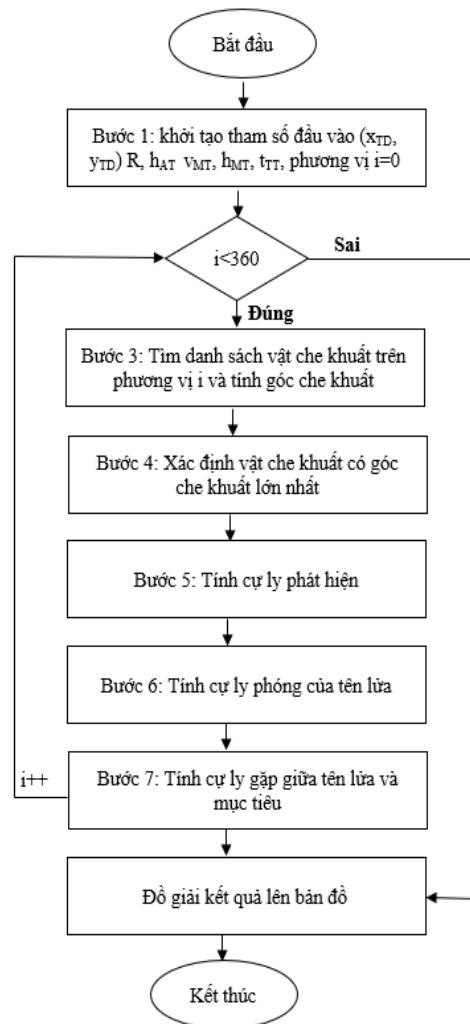 Bắt đầu
Bước 1: khởi tạo tham số đầu vào (xTD,
yTD) R, hAT vMT, hMT, tTT, phương vị i=0
i<360
Sai
Đúng
Bước 3: Tìm danh sách vật che khuất trên
phương vị i và tính góc che khuất
Bước 4: Xác định vật che khuất có góc
che khuất lớn nhất
Bước 5: Tính cự ly phát hiện
Bước 6: Tính cự ly phóng của tên lửa
i++
Bước 7: Tính cự ly gặp giữa tên lửa và
mục tiêu
Đồ giải kết quả lên bản đồ
Kết thúc